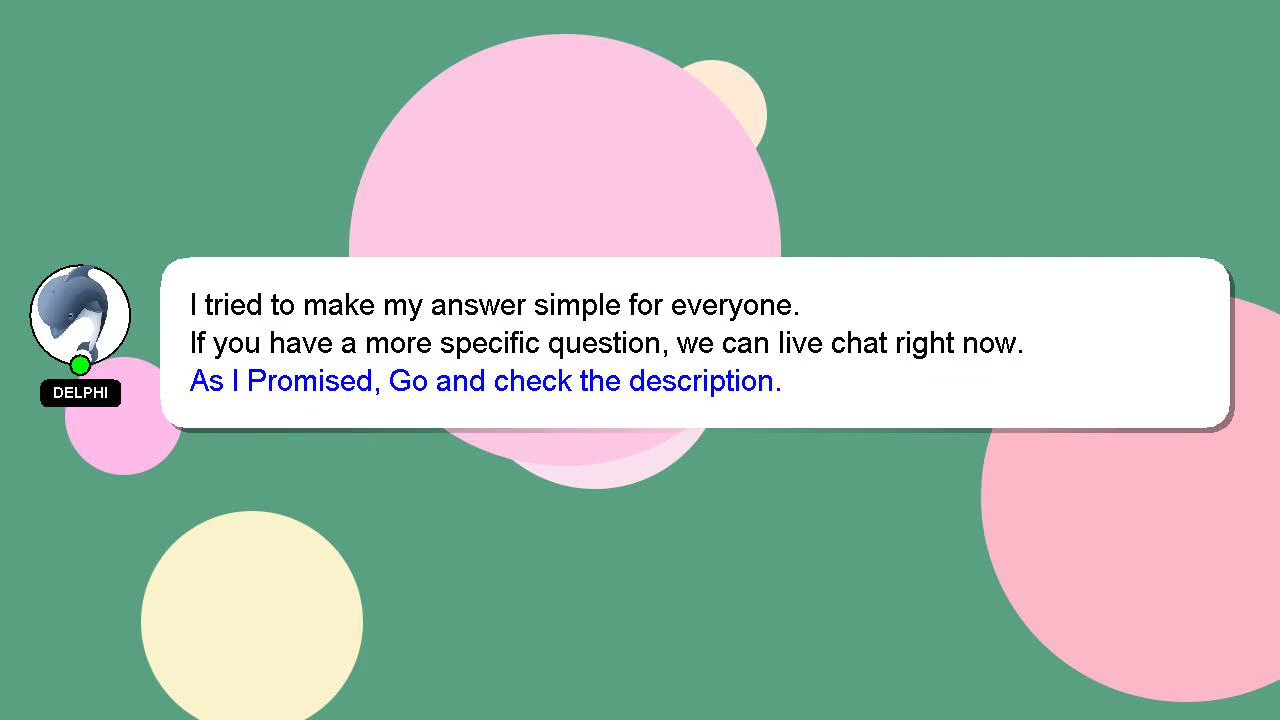 I tried to make my answer simple for everyone.
If you have a more specific question, we can live chat right now.
As I Promised, Go and check the description.
DELPHI